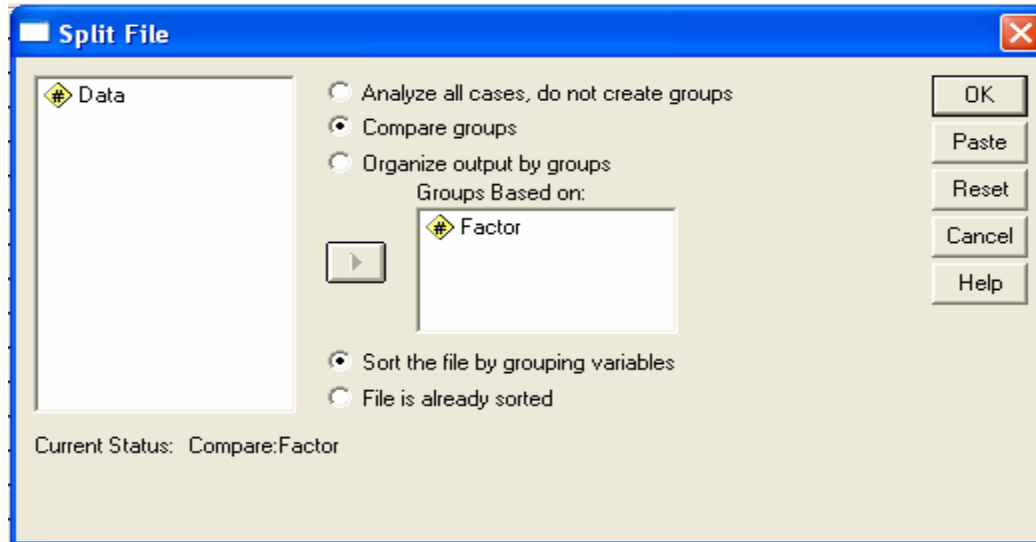 Split File
Data
Analyze all cases, do not create groups
Compare groups
Organize output by groups
Groups Based on:
Factor
Sort the file by grouping variables
File is already sorted
Current Status: Compare:Factor
OK
Paste
Reset
Cancel
Help